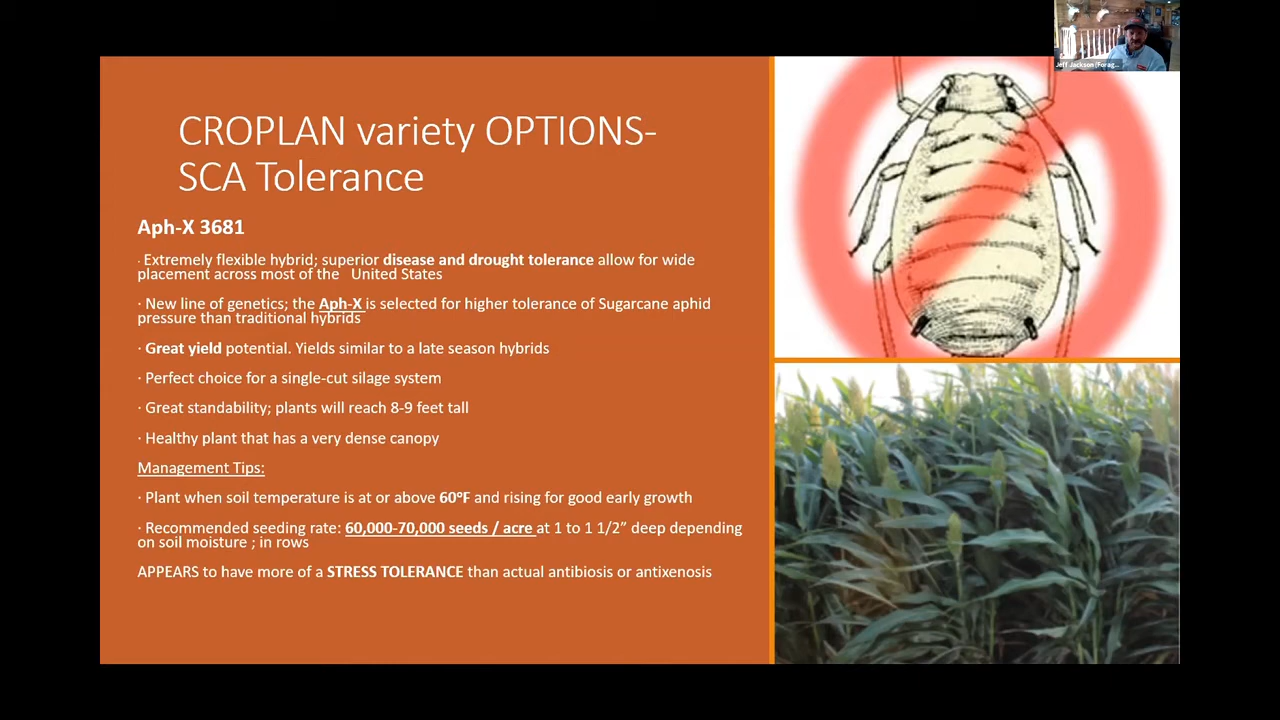 Jeff Jackson (Forag...
CROPLAN variety OPTIONS-
SCA Tolerance
Aph-X 3681
· Extremely flexible hybrid; superior disease and drought tolerance allow for wide
placement across most of the United States
· New line of genetics; the Aph-X is selected for higher tolerance of Sugarcane aphid
pressure than traditional hybrids
· Great yield potential. Yields similar to a late season hybrids
· Perfect choice for a single-cut silage system
· Great standability; plants will reach 8-9 feet tall
· Healthy plant that has a very dense canopy
Management Tips:
· Plant when soil temperature is at or above 60ºF and rising for good early growth
· Recommended seeding rate: 60,000-70,000 seeds / acre at 1 to 1 1/2” deep depending
on soil moisture ; in rows
APPEARS to have more of a STRESS TOLERANCE than actual antibiosis or antixenosis